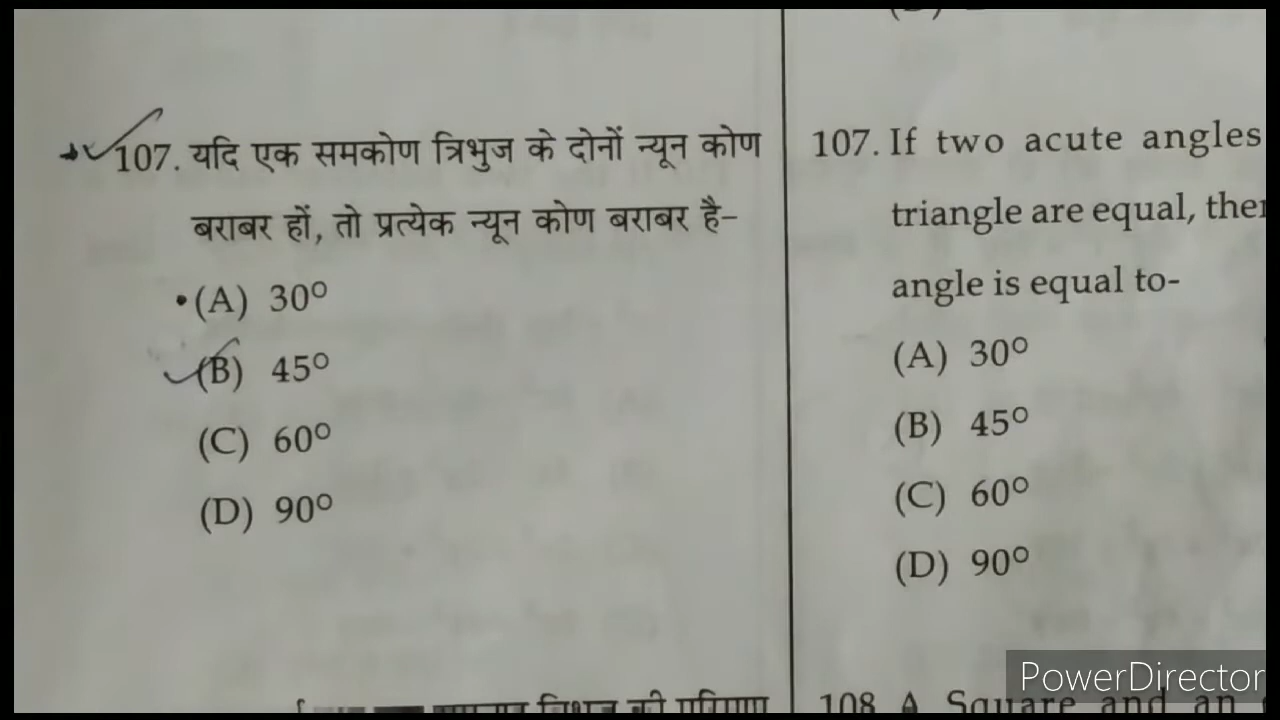 107. यदि एक समकोण त्रिभुज के दोनों न्यून कोण
बराबर हों, तो प्रत्येक न्यून कोण बराबर है–
(A) 30°
(B) 45°
(C) 60°
(D) 90°
107. If two acute angles
triangle are equal, then
angle is equal to-
(A) 30°
(B) 45°
(C) 60°
(D) 90°
108 A Square and an
PowerDirector